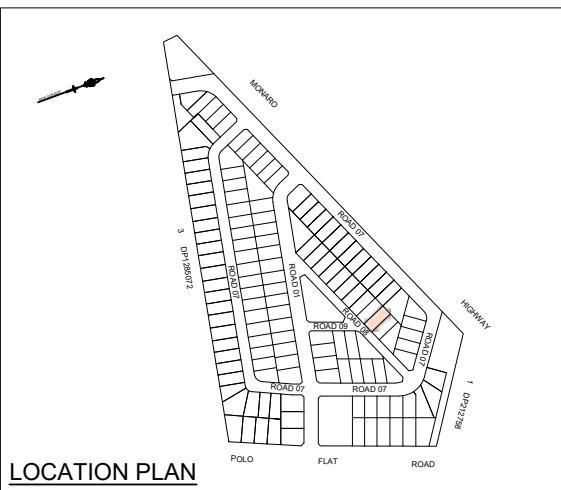 MONARO
ROAD 07
3 DP1285072
ROAD 07
ROAD 01
ROAD 08
ROAD 09
HIGHWAY
ROAD 07
ROAD 07
ROAD 07
1 DP212758
POLO FLAT ROAD
LOCATION PLAN